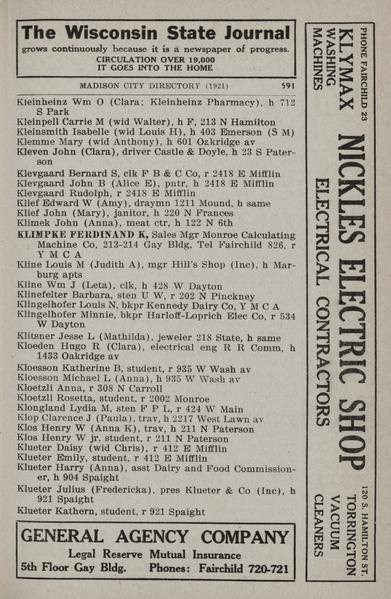 The Wisconsin State Journal
grows continuously because it is a newspaper of progress.
CIRCULATION OVER 19,000
IT GOES INTO THE HOME
MADISON CITY DIRECTORY (1921) 591
Kleinheinz Wm O (Clara; Kleinheinz Pharmacy), h 712
S Park
Kleinpell Carrie M (wid Walter), h F, 213 N Hamilton
Kleinsmith Isabelle (wid Louis H), h 403 Emerson (S M)
Klemme Mary (wid Anthony), h 601 Oakridge av
Kleven John (Clara), driver Castle & Doyle, h 23 S Pater-
son
Klevgaard Bernard S, clk F B & C Co, r 2418 E Mifflin
Klevgaard John B (Alice E), pntr, h 2418 E Mifflin
Klevgaard Rudolph, r 2418 E Mifflin
Klief Edward W (Amy), draymn 1211 Mound, h same
Klief John (Mary), janitor, h 220 N Frances
Klimek John (Anna), meat ctr, h 122 N 6th
KLIMPKE FERDINAND K, Sales Mgr Monroe Calculating
Machine Co, 213-214 Gay Bldg, Tel Fairchild 826, r
Y M C A
Kline Louis M (Judith A), mgr Hill's Shop (Inc), h Mar-
burg apts
Kline Wm J (Leta), clk, h 428 W Dayton
Klinefelter Barbara, sten U W, r 202 N Pinckney
Klingelhofer Louis N, bkpr Kennedy Dairy Co, Y M C A
Klingelhofer Minnie, bkpr Harloff-Loprich Elec Co, r 534
W Dayton
Klitsner Jesse L (Mathilda), jeweler 218 State, h same
Kloeden Hugo R (Clara), electrical eng R R Comm, h
1433 Oakridge av
Kloesson Katherine B, student, r 935 W Wash av
Kloesson Michael L (Anna), h 935 W Wash av
Kloetzli Anna, r 308 N Carroll
Kloetzli Rosetta, student, r 2002 Monroe
Klongland Lydia M, sten F P L, r 424 W Main
Klop Clarence J (Paula), trav, h 2217 West Lawn av
Klos Henry W (Anna K), trav, h 211 N Paterson
Klos Henry W jr, student, r 211 N Paterson
Klueter Daisy (wid Chris), r 412 E Mifflin
Klueter Emily, student, r 412 E Mifflin
Klueter Harry (Anna), asst Dairy and Food Commission-
er, h 904 Spaight
Klueter Julius (Fredericka), pres Klueter & Co (Inc), h
921 Spaight
Klueter Kathern, student, r 921 Spaight
GENERAL AGENCY COMPANY
Legal Reserve Mutual Insurance
5th Floor Gay Bldg. Phones: Fairchild 720-721
PHONE FAIRCHILD 23
KLYMAX
WASHING
MACHINES
NICKLES ELECTRIC SHOP
ELECTRICAL CONTRACTORS
120 S. HAMILTON ST.
TORRINGTON
VACUUM
CLEANERS